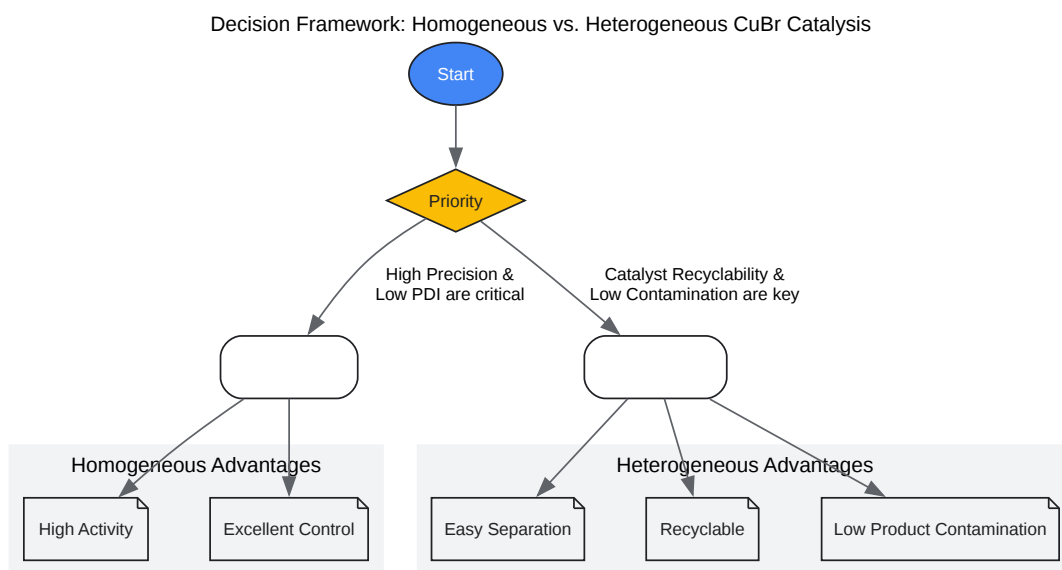 Decision Framework: Homogeneous vs. Heterogeneous CuBr Catalysis
Start
Priority
High Precision &
Low PDI are critical
Catalyst Recyclability &
Low Contamination are key
Homogeneous Advantages
High Activity
Excellent Control
Heterogeneous Advantages
Easy Separation
Recyclable
Low Product Contamination